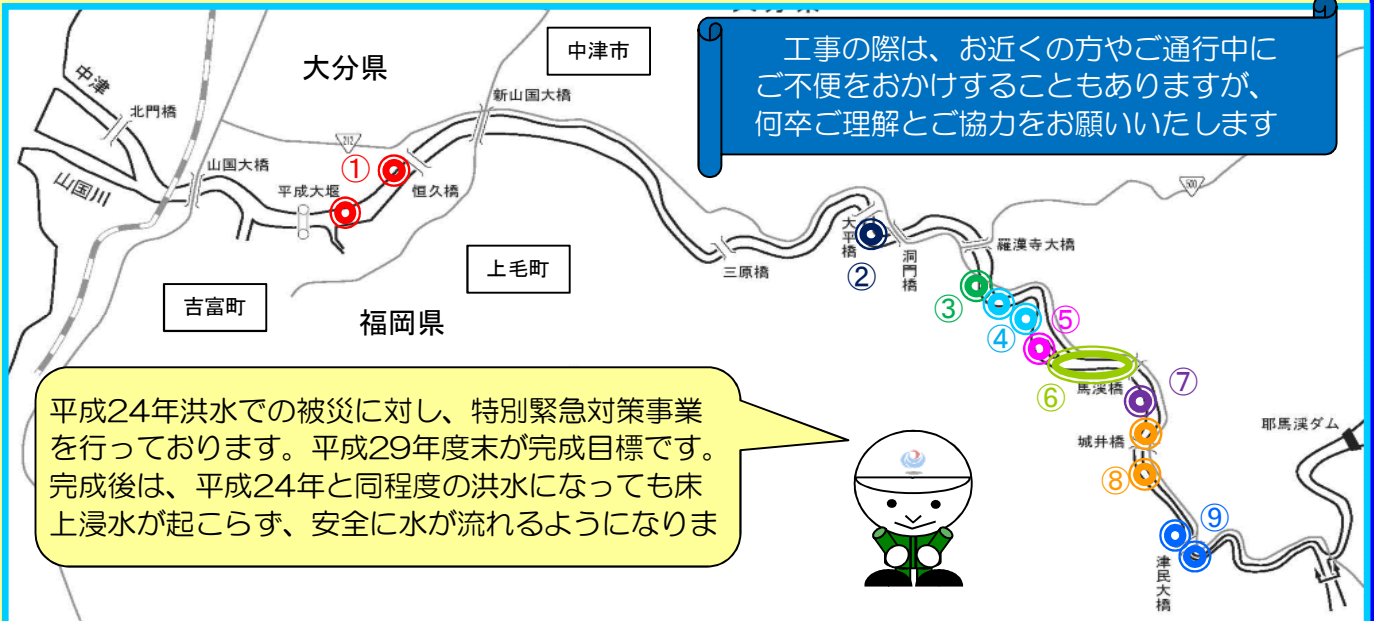 工事の際は、お近くの方やご通行中に
ご不便をおかけすることもありますが、
何卒ご理解とご協力をお願いいたします
大分県
中津市
中津
北門橋
新山国大橋
212
①
山国大橋
山国川
平成大堰
恒久橋
500
大平橋
洞門橋
羅漢寺大橋
三原橋
②
上毛町
吉富町
福岡県
③
④
⑤
⑥
馬溪橋
⑦
耶馬渓ダム
城井橋
⑧
⑨
津民大橋
平成24年洪水での被災に対し、特別緊急対策事業
を行っております。平成29年度末が完成目標です。
完成後は、平成24年と同程度の洪水になっても床
上浸水が起こらず、安全に水が流れるようになりま